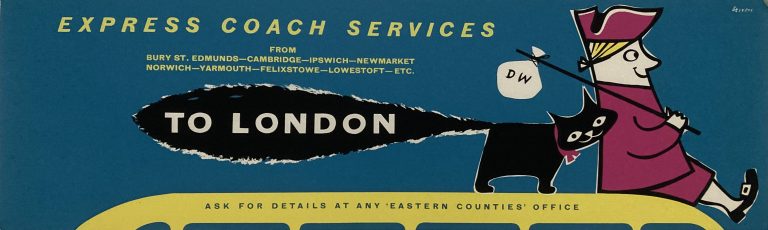 EXPRESS COACH SERVICES
FROM
BURY ST. EDMUNDS—CAMBRIDGE—IPSWICH—NEWMARKET
NORWICH—YARMOUTH—FELIXSTOWE—LOWESTOFT—ETC.
DW
TO LONDON
ASK FOR DETAILS AT ANY 'EASTERN COUNTIES' OFFICE